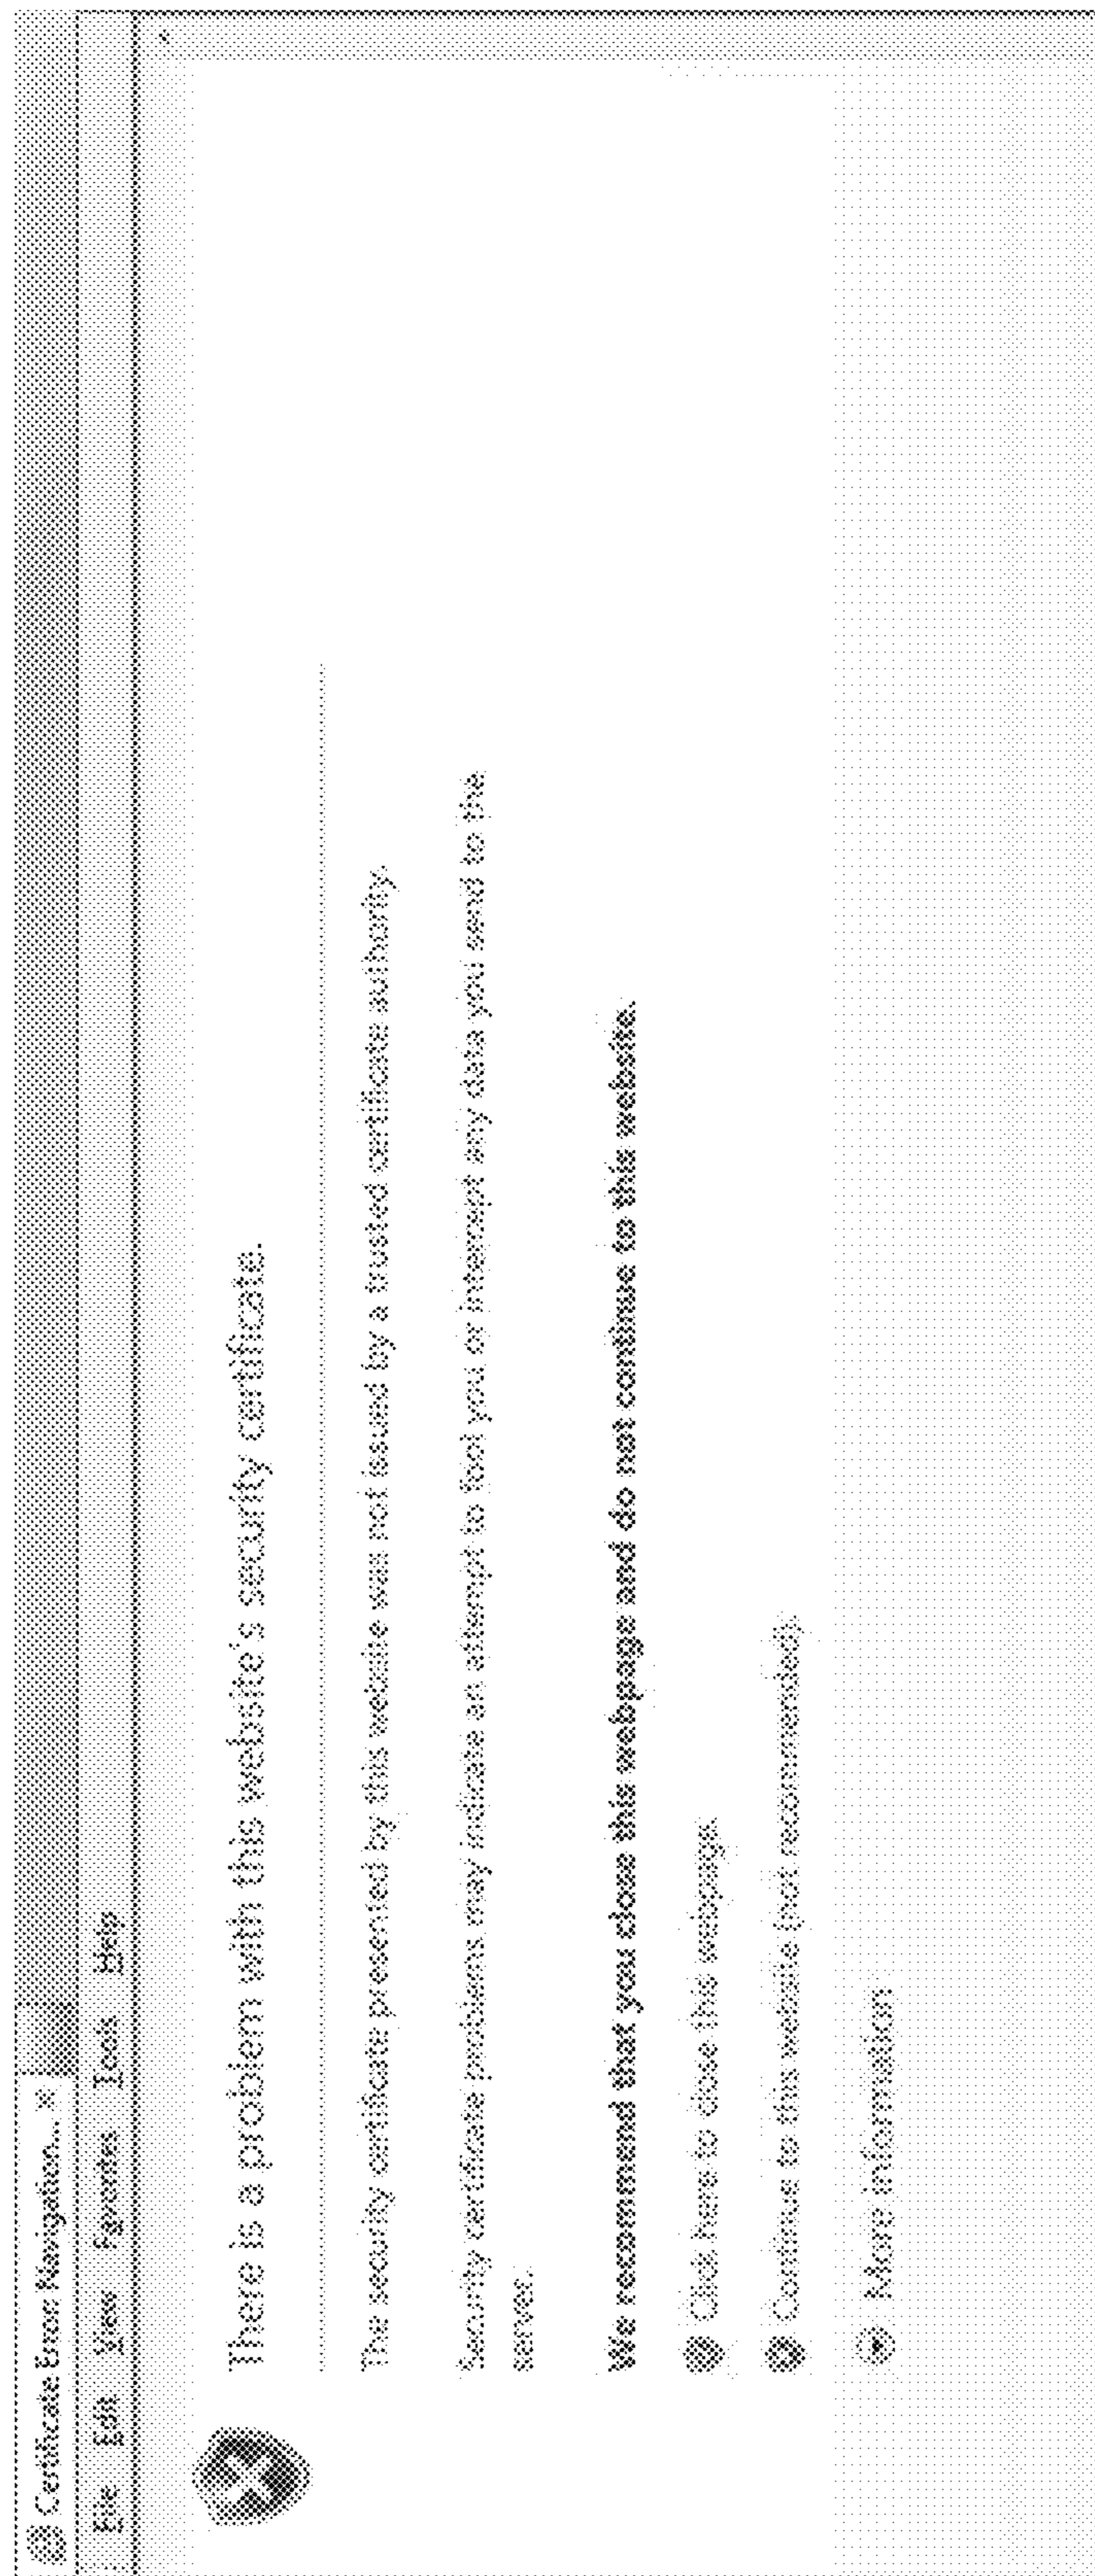 Certificate Error: Navigation... ×
File Edit View Favorites Tools Help
There is a problem with this website's security certificate.
The security certificate presented by this website was not issued by a trusted certificate authority.
Security certificate problems may indicate an attempt to fool you or intercept any data you send to the
server.
We recommend that you close this webpage and do not continue to this website.
Click here to close this webpage.
Continue to this website (not recommended).
More information